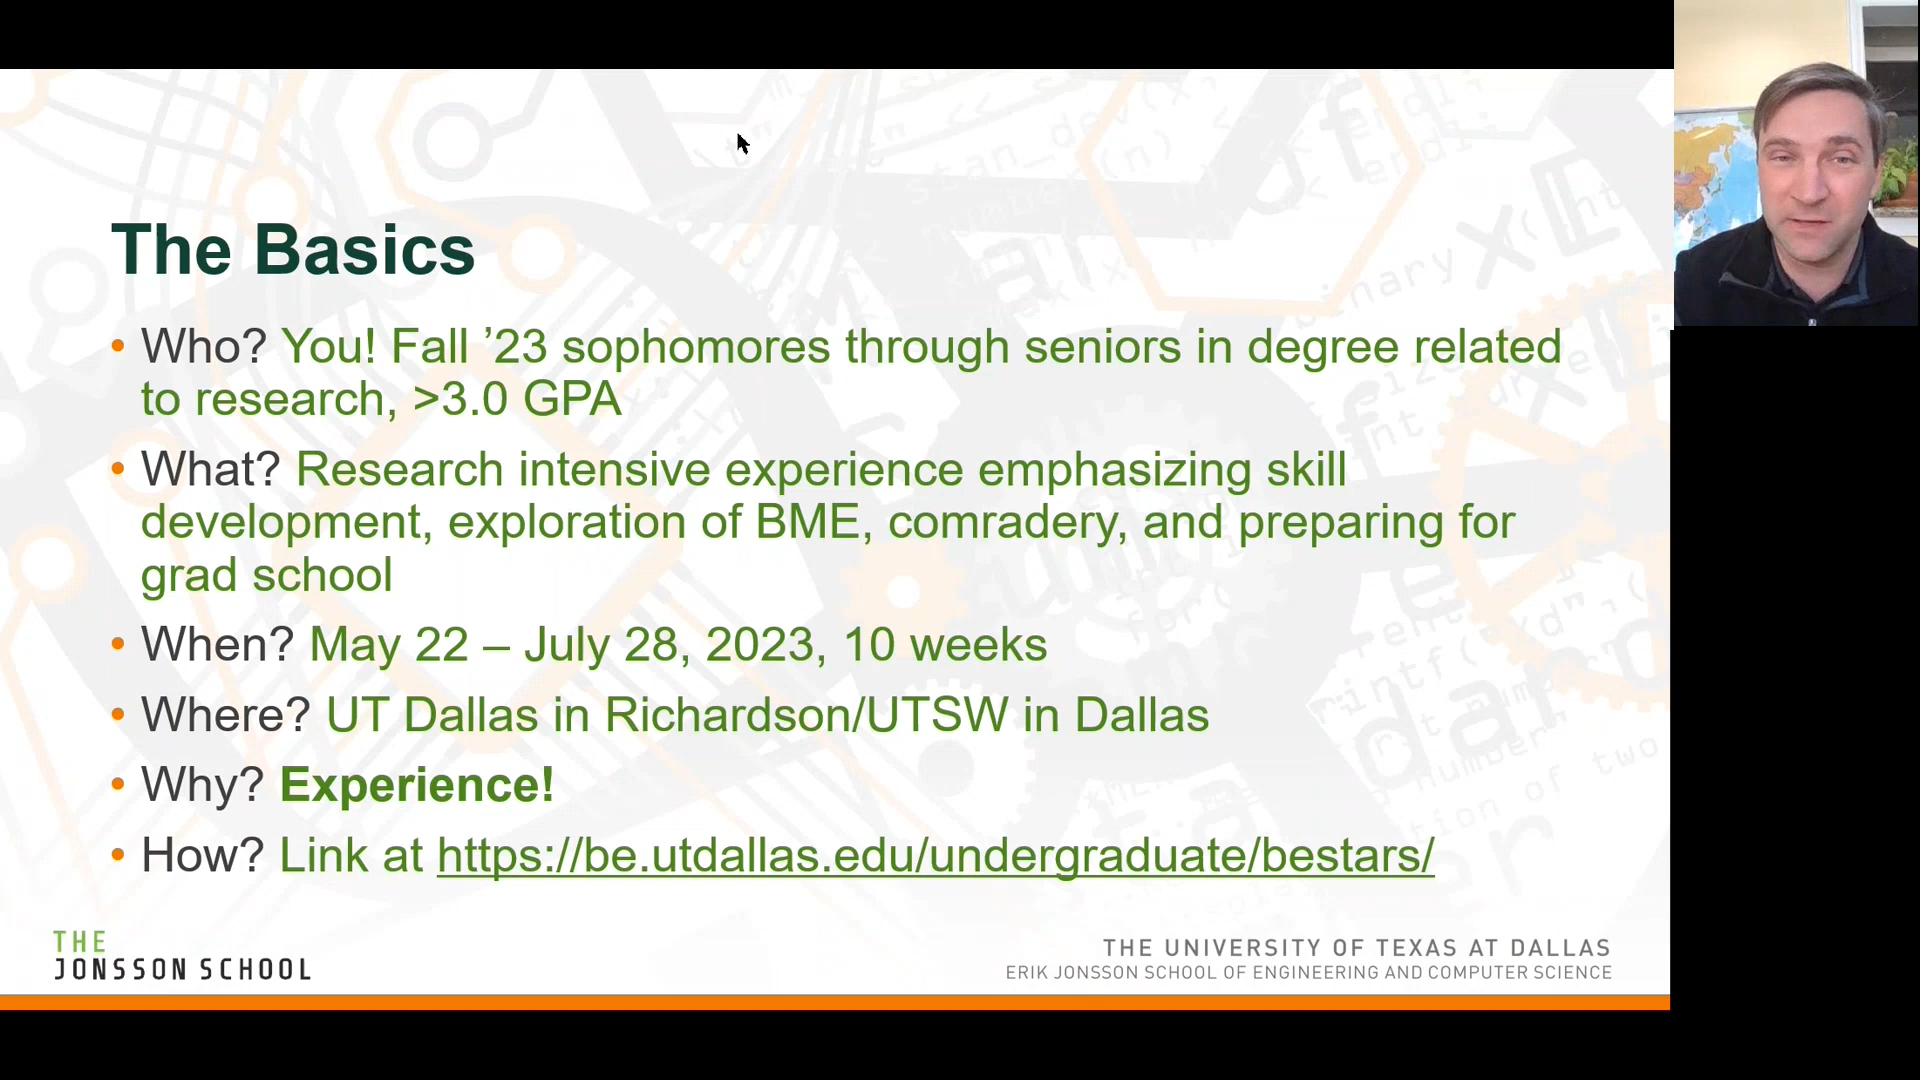 The Basics
• Who? You! Fall ’23 sophomores through seniors in degree related
to research, >3.0 GPA
• What? Research intensive experience emphasizing skill
development, exploration of BME, comradery, and preparing for
grad school
• When? May 22 – July 28, 2023, 10 weeks
• Where? UT Dallas in Richardson/UTSW in Dallas
• Why? Experience!
• How? Link at https://be.utdallas.edu/undergraduate/bestars/
THE
JONSSON SCHOOL
THE UNIVERSITY OF TEXAS AT DALLAS
ERIK JONSSON SCHOOL OF ENGINEERING AND COMPUTER SCIENCE